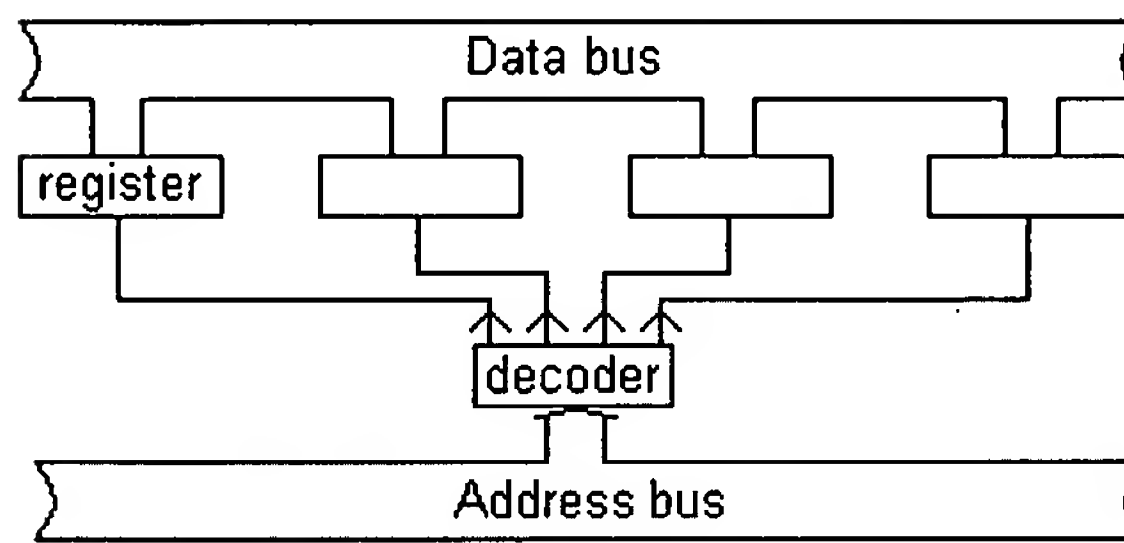 Data bus
register
decoder
Address bus